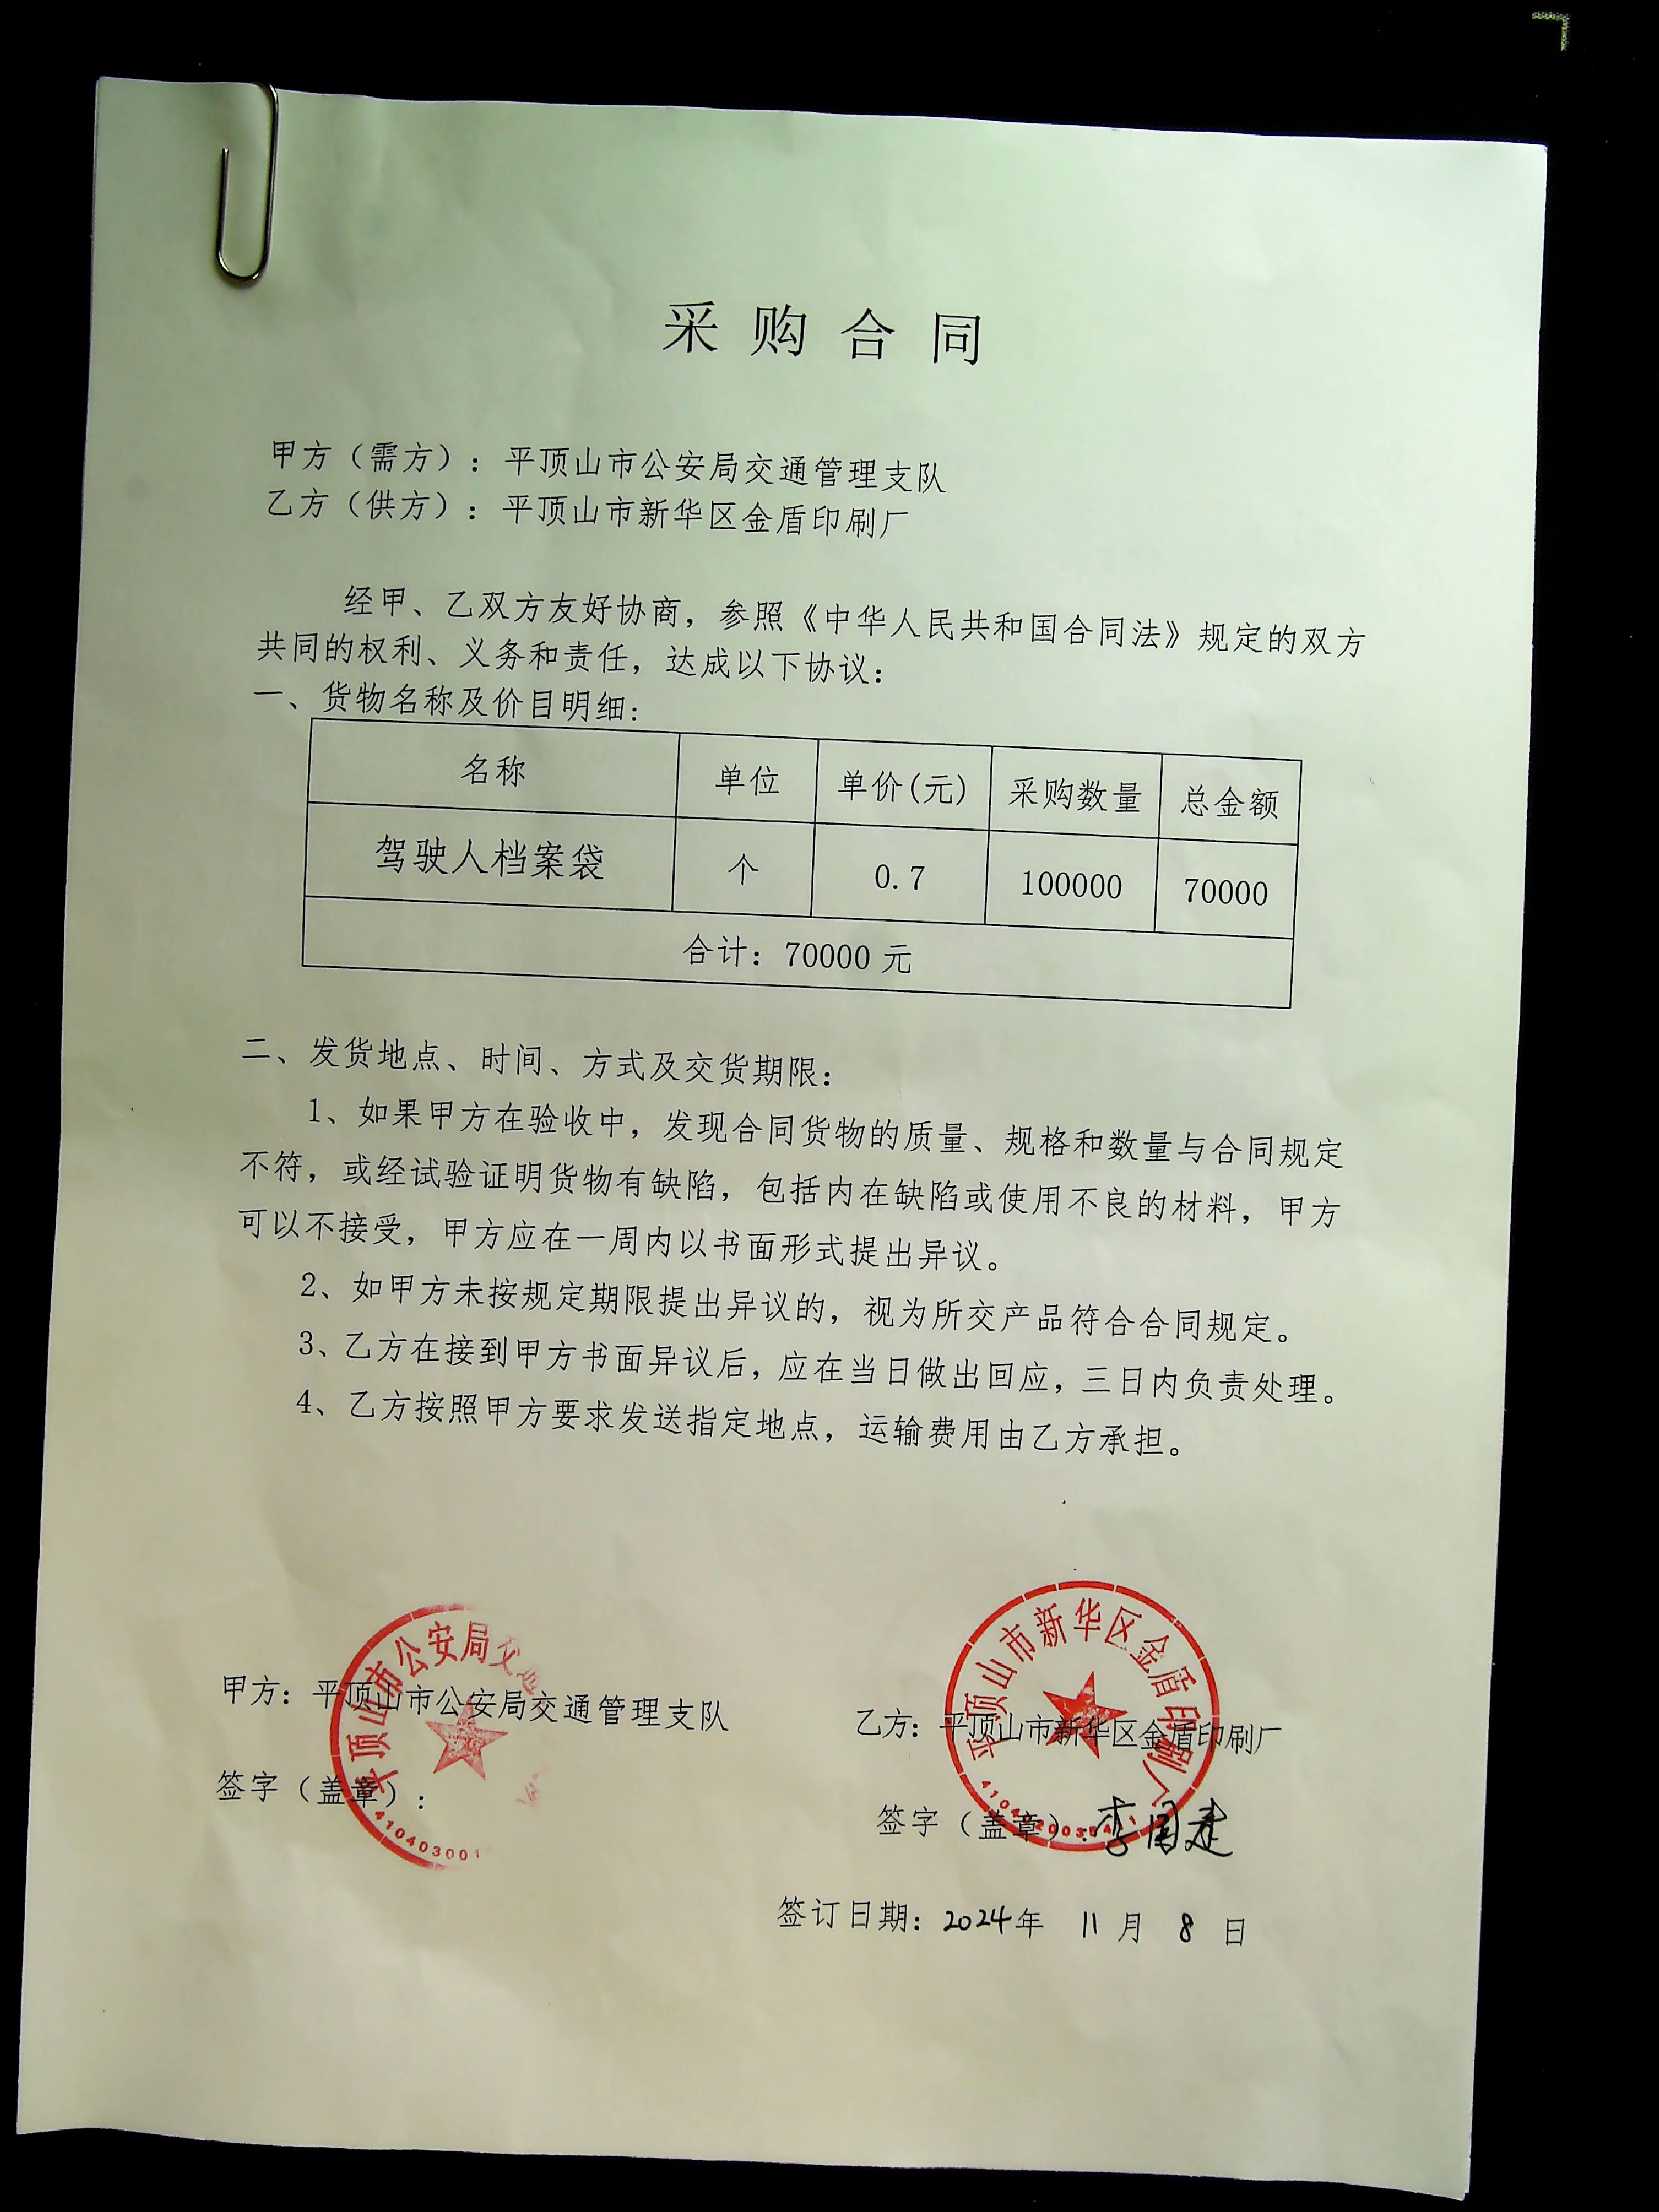 采购合同
甲方（需方）：平顶山市公安局交通管理支队
乙方（供方）：平顶山市新华区金盾印刷厂
经甲、乙双方友好协商，参照《中华人民共和国合同法》规定的双方
共同的权利、义务和责任，达成以下协议：
一、货物名称及价目明细：
名称 单位 单价(元) 采购数量 总金额
驾驶人档案袋 个 0.7 100000 70000
合计：70000 元
二、发货地点、时间、方式及交货期限：
1、如果甲方在验收中，发现合同货物的质量、规格和数量与合同规定
不符，或经试验证明货物有缺陷，包括内在缺陷或使用不良的材料，甲方
可以不接受，甲方应在一周内以书面形式提出异议。
2、如甲方未按规定期限提出异议的，视为所交产品符合合同规定。
3、乙方在接到甲方书面异议后，应在当日做出回应，三日内负责处理。
4、乙方按照甲方要求发送指定地点，运输费用由乙方承担。
平顶山市公安局交
410403001
甲方：平顶山市公安局交通管理支队
签字（盖章）：
平顶山市新华区金盾印刷厂
乙方：平顶山市新华区金盾印刷厂
签字（盖章）：李国建
签订日期：2024年 11月 8日